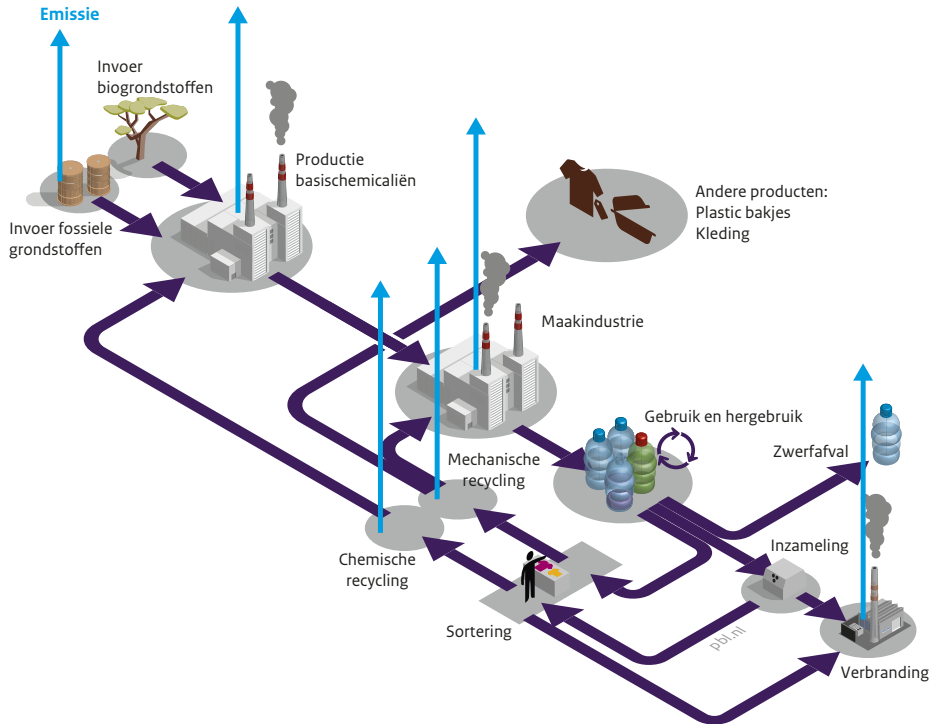 Emissie
Invoer
biogrondstoffen
Productie
basischemicaliën
Invoer fossiele
grondstoffen
Andere producten:
Plastic bakjes
Kleding
Maakindustrie
Gebruik en hergebruik
Zwerfafval
Mechanische
recycling
Inzameling
Chemische
recycling
Sortering
pbl.nl
Verbranding